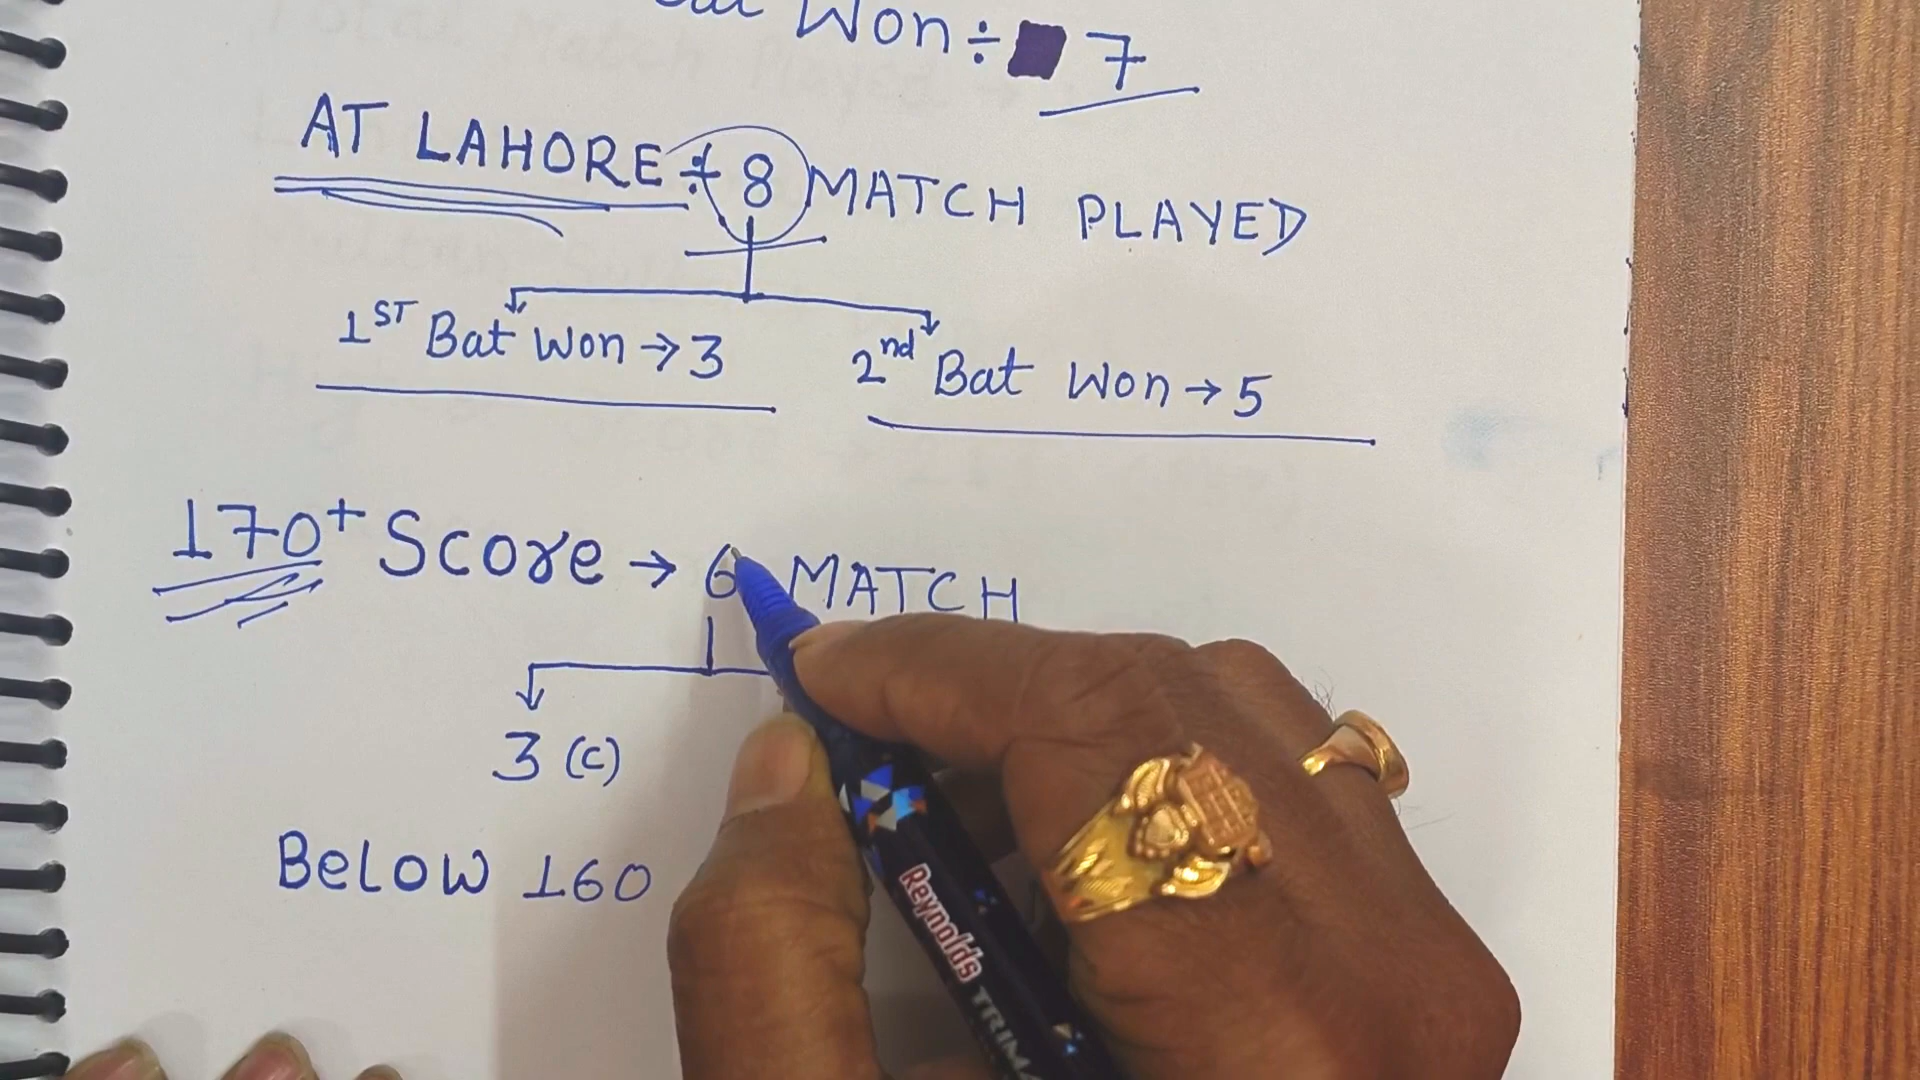 Won ÷ 7
AT LAHORE ÷ 8 MATCH PLAYED
1ST Bat Won → 3
2nd Bat Won → 5
170+ Score → 6 MATCH
3 (C)
BELOW 160
Reynolds TRIMA